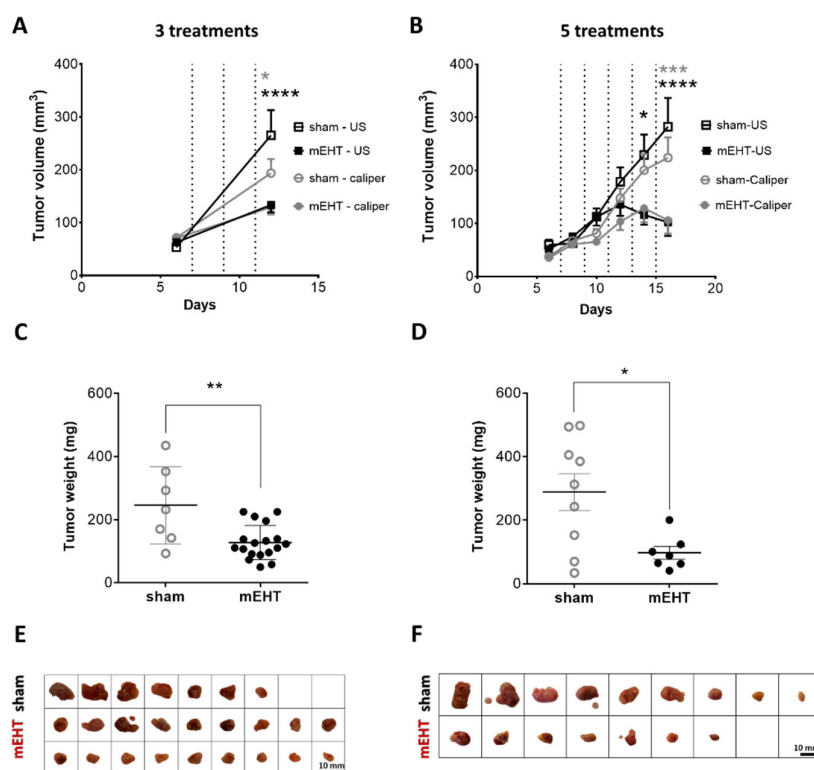 A
3 treatments
Tumor volume (mm³)
400
300
200
100
0
0
5
10
15
Days
*
****
sham - US
mEHT - US
sham - caliper
mEHT - caliper
B
5 treatments
Tumor volume (mm³)
400
300
200
100
0
0
5
10
15
20
Days
*
***
****
sham-US
mEHT-US
sham-Caliper
mEHT-Caliper
C
Tumor weight (mg)
600
400
200
0
**
sham
mEHT
D
Tumor weight (mg)
600
400
200
0
*
sham
mEHT
E
sham
mEHT
10 mm
F
sham
mEHT
10 mm